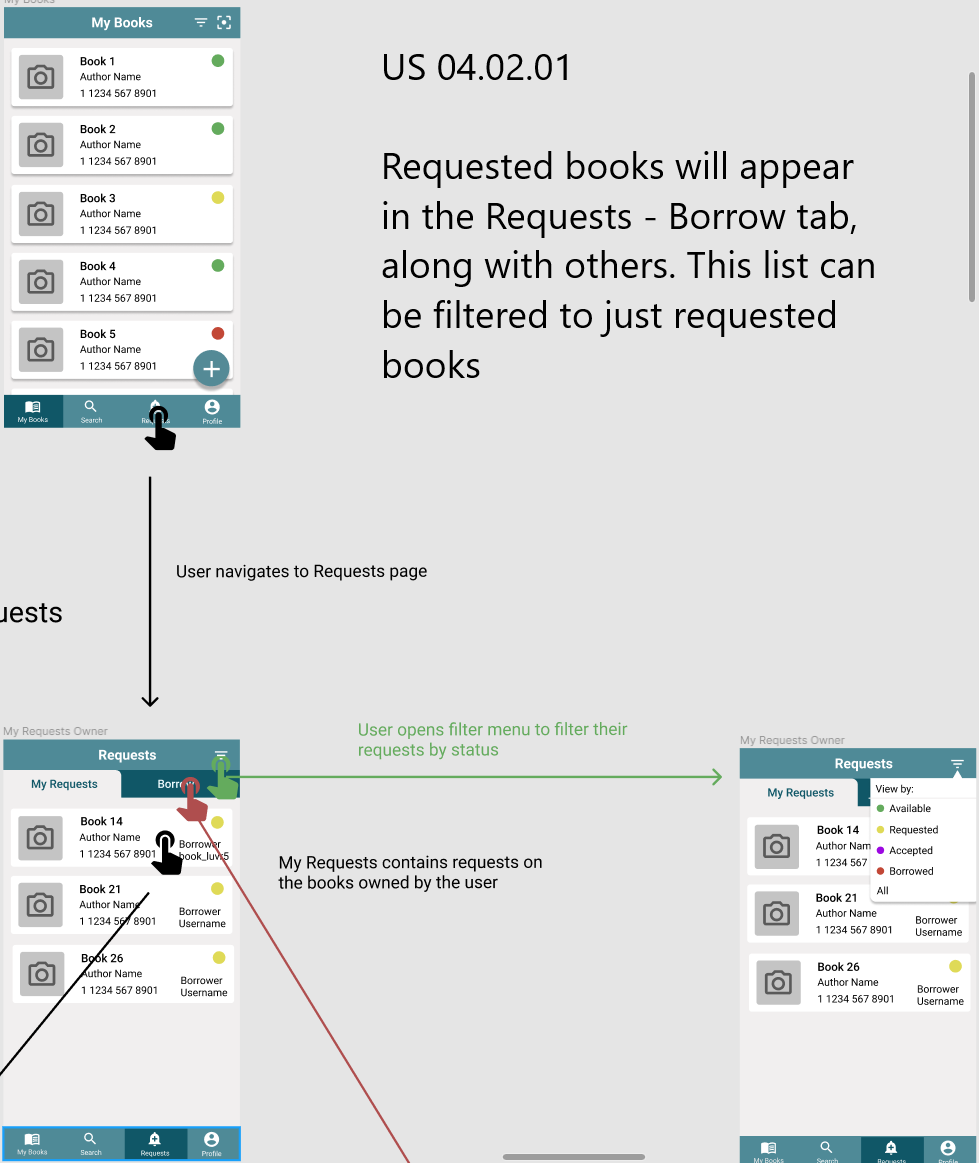 My Books
My Books
Book 1
Author Name
1 1234 567 8901
Book 2
Author Name
1 1234 567 8901
Book 3
Author Name
1 1234 567 8901
Book 4
Author Name
1 1234 567 8901
Book 5
Author Name
1 1234 567 8901
+
My Books
Search
Profile
US 04.02.01
Requested books will appear
in the Requests - Borrow tab,
along with others. This list can
be filtered to just requested
books
User navigates to Requests page
uests
My Requests Owner
Requests
My Requests
Borrow
Book 14
Author Name
1 1234 567 8901
Borrower
book_luvr5
Book 21
Author Name
1 1234 567 8901
Borrower
Username
Book 26
Author Name
1 1234 567 8901
Borrower
Username
My Books
Search
Requests
Profile
User opens filter menu to filter their
requests by status
My Requests contains requests on
the books owned by the user
My Requests Owner
Requests
My Requests
View by:
Available
Requested
Accepted
Borrowed
All
Book 14
Author Nam
1 1234 567
Book 21
Author Name
1 1234 567 8901
Borrower
Username
Book 26
Author Name
1 1234 567 8901
Borrower
Username
My Books
Search
Requests
Profile